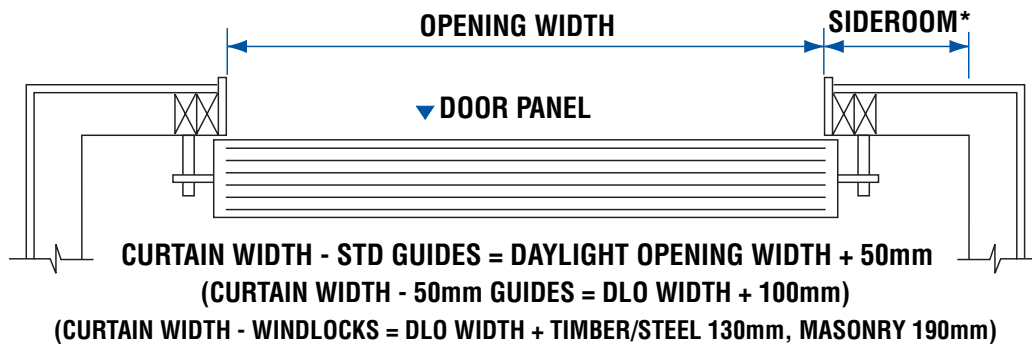 OPENING WIDTH
SIDEROOM*
DOOR PANEL
CURTAIN WIDTH - STD GUIDES = DAYLIGHT OPENING WIDTH + 50mm
(CURTAIN WIDTH - 50mm GUIDES = DLO WIDTH + 100mm)
(CURTAIN WIDTH - WINDLOCKS = DLO WIDTH + TIMBER/STEEL 130mm, MASONRY 190mm)